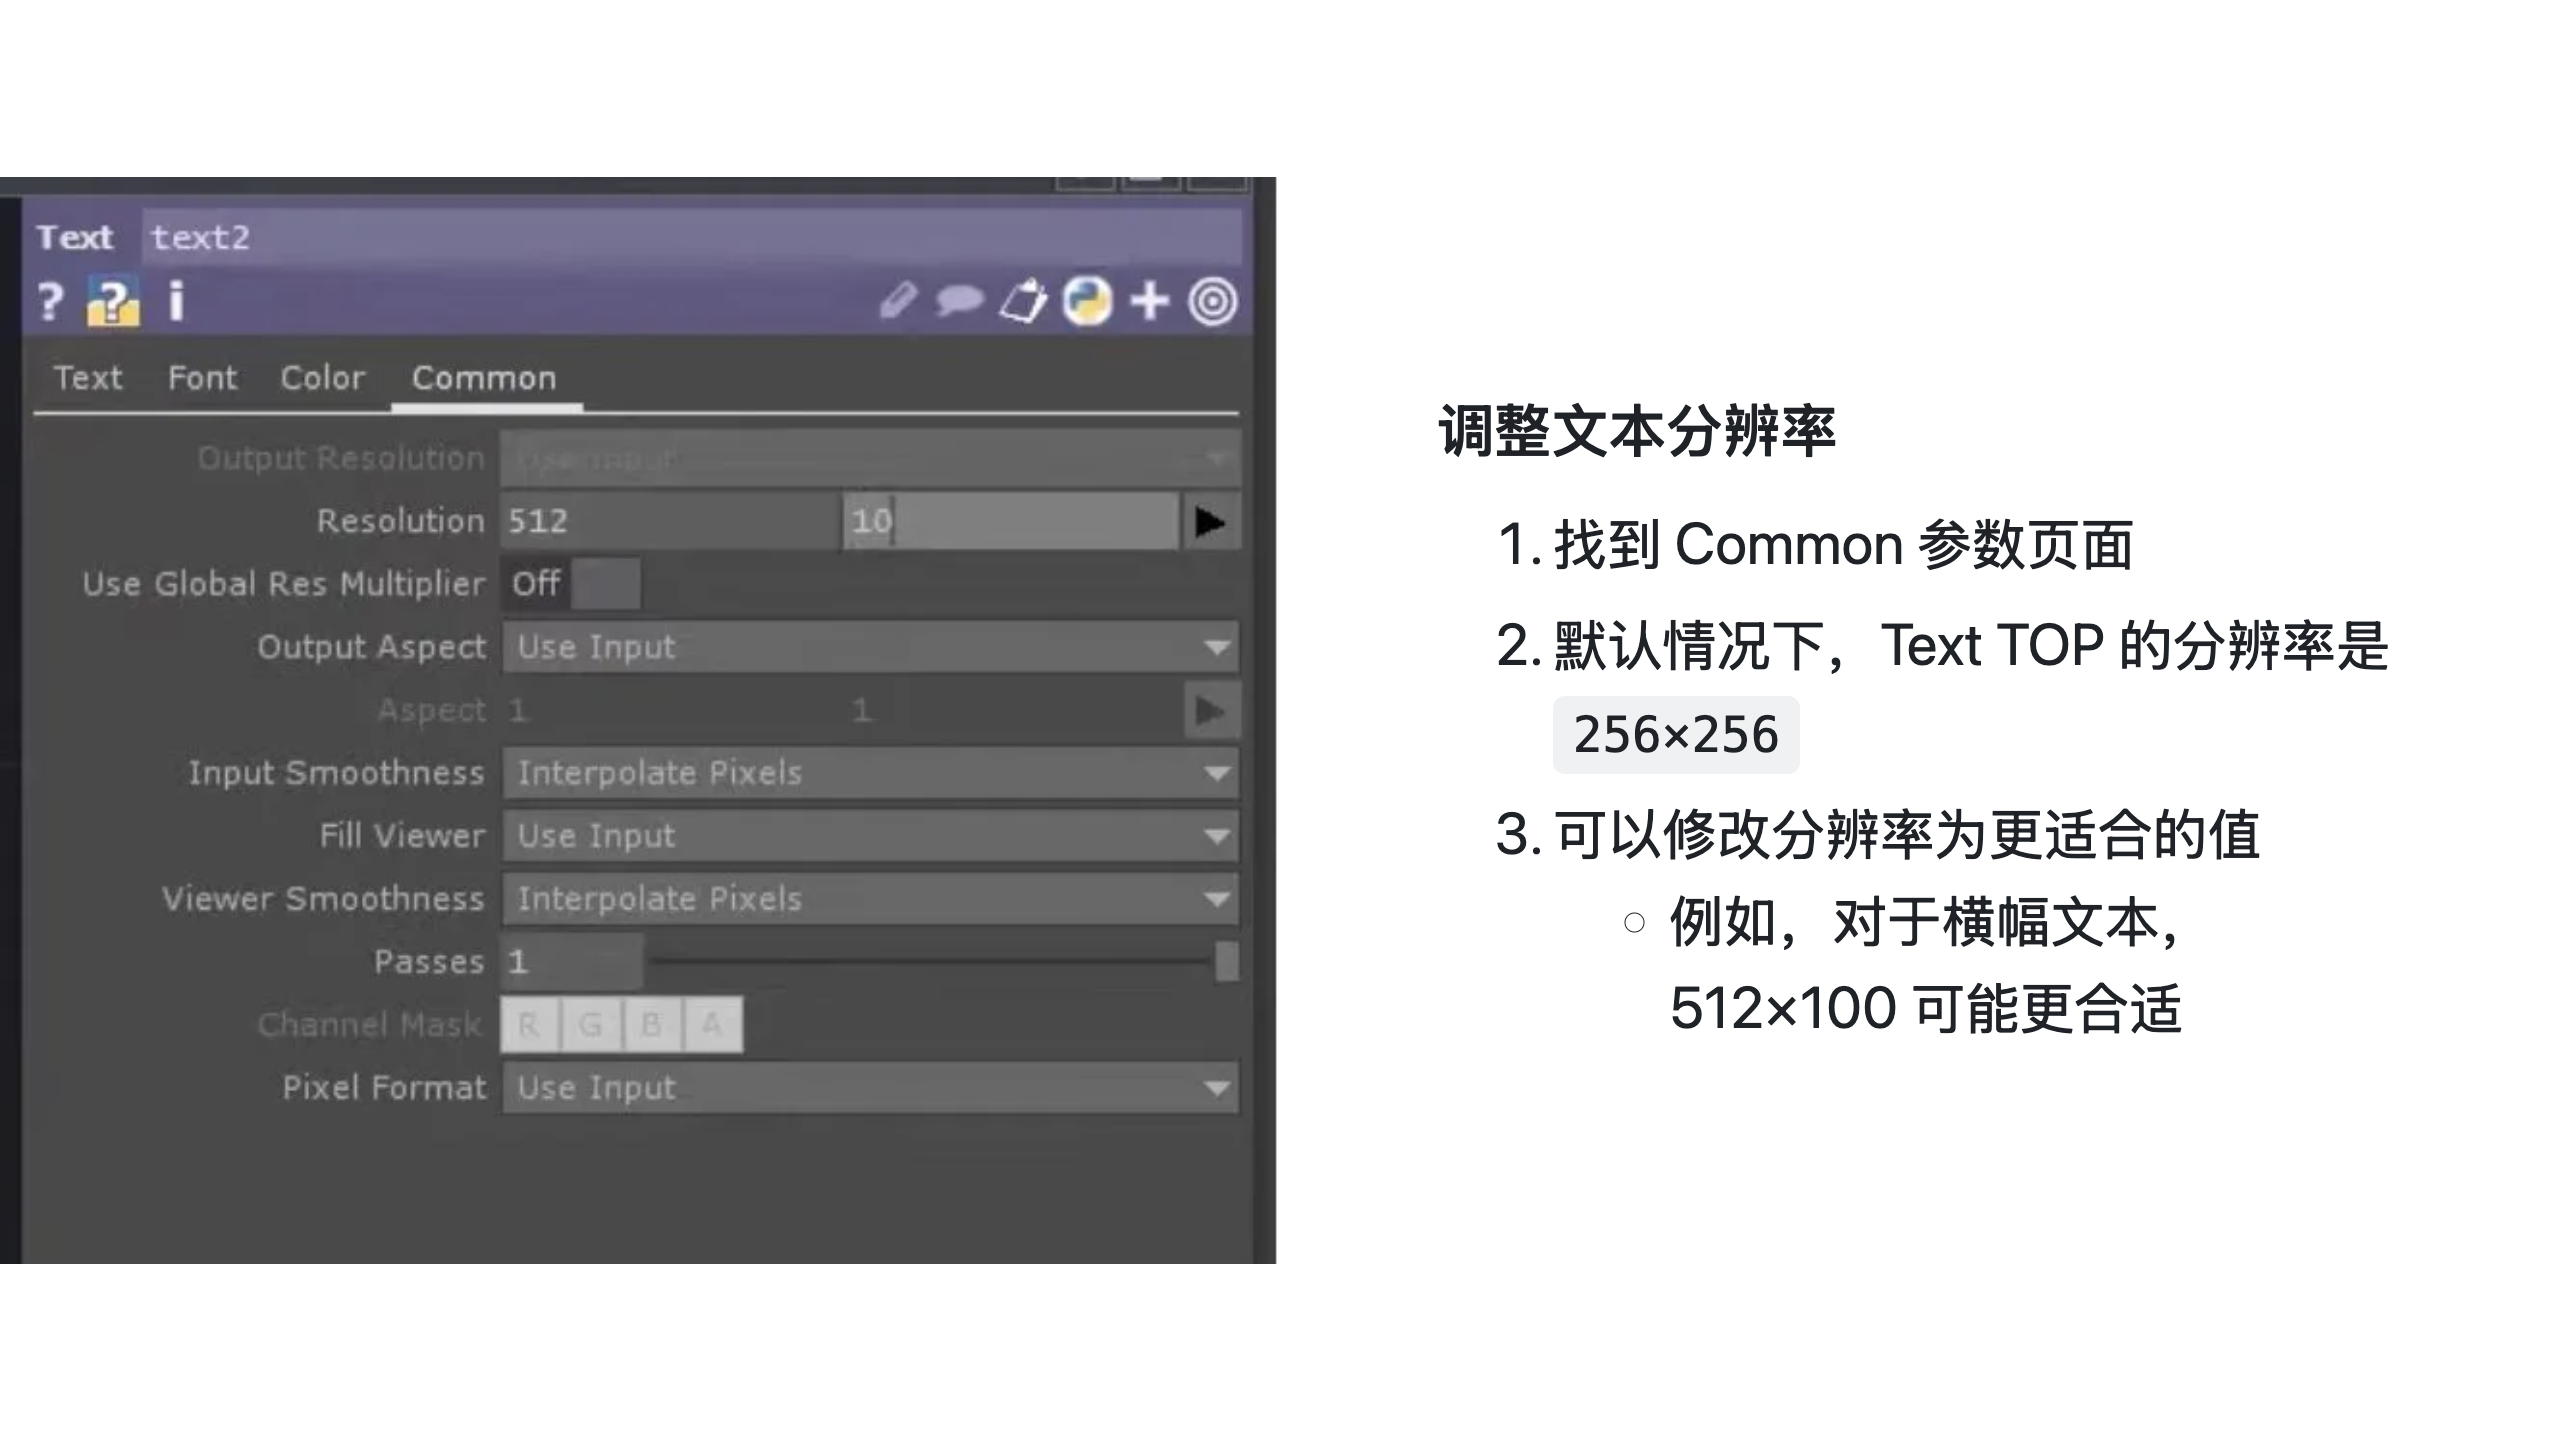 Text text2
? ? i
Text Font Color Common
Output Resolution Use Input
Resolution 512 10
Use Global Res Multiplier Off
Output Aspect Use Input
Aspect 1 1
Input Smoothness Interpolate Pixels
Fill Viewer Use Input
Viewer Smoothness Interpolate Pixels
Passes 1
Channel Mask R G B A
Pixel Format Use Input
调整文本分辨率
1. 找到 Common 参数页面
2. 默认情况下，Text TOP 的分辨率是
256×256
3. 可以修改分辨率为更适合的值
○ 例如，对于横幅文本，
512×100 可能更合适